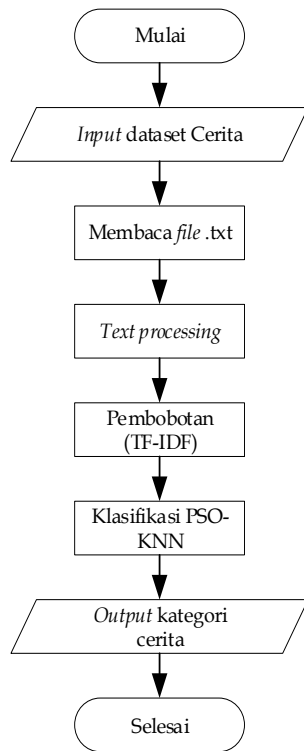 Mulai
Input dataset Cerita
Membaca file .txt
Text processing
Pembobotan
(TF-IDF)
Klasifikasi PSO-
KNN
Output kategori
cerita
Selesai